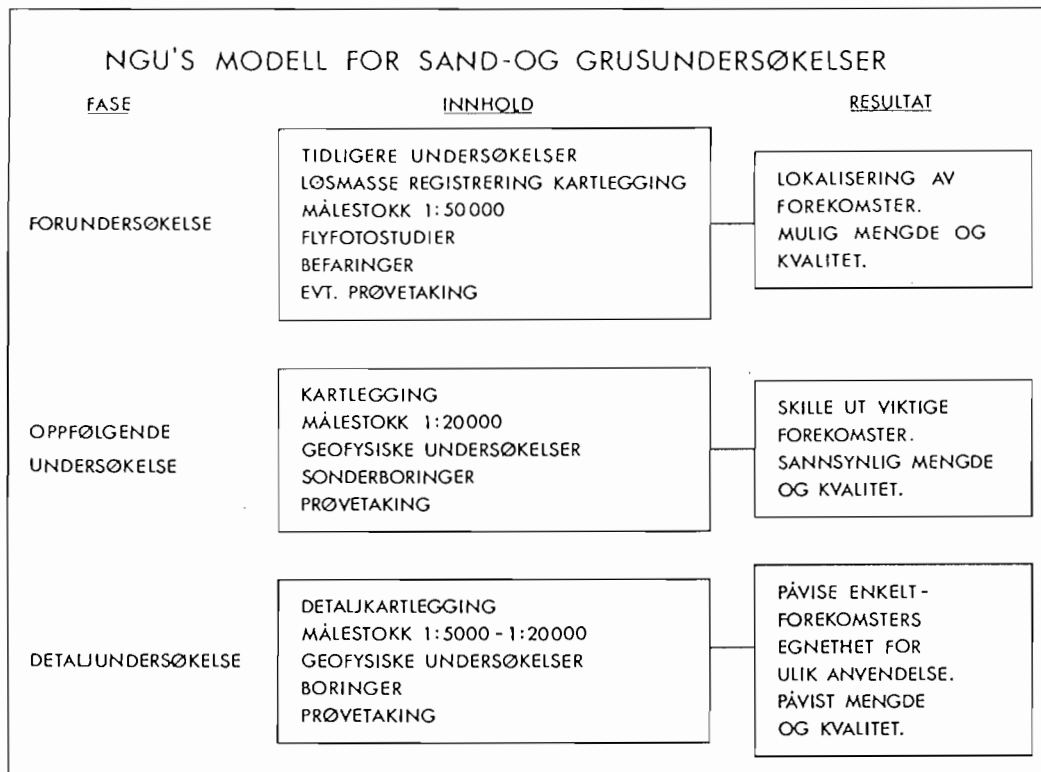 NGU'S MODELL FOR SAND-OG GRUSUNDERSØKELSER
FASE INNHOLD RESULTAT
FORUNDERSØKELSE
TIDLIGERE UNDERSØKELSER
LØSMASSE REGISTRERING KARTLEGGING
MÅLESTOKK 1:50000
FLYFOTOSTUDIER
BEFARINGER
EVT. PRØVETAKING
LOKALISERING AV
FOREKOMSTER.
MULIG MENGDE OG
KVALITET.
OPPFØLGENDE
UNDERSØKELSE
KARTLEGGING
MÅLESTOKK 1:20000
GEOFYSISKE UNDERSØKELSER
SONDERBORINGER
PRØVETAKING
SKILLE UT VIKTIGE
FOREKOMSTER.
SANNSYNLIG MENGDE
OG KVALITET.
DETALJUNDERSØKELSE
DETALJKARTLEGGING
MÅLESTOKK 1:5000-1:20000
GEOFYSISKE UNDERSØKELSER
BORINGER
PRØVETAKING
PÅVISE ENKELT-
FOREKOMSTERS
EGNETHET FOR
ULIK ANVENDELSE.
PÅVIST MENGDE
OG KVALITET.